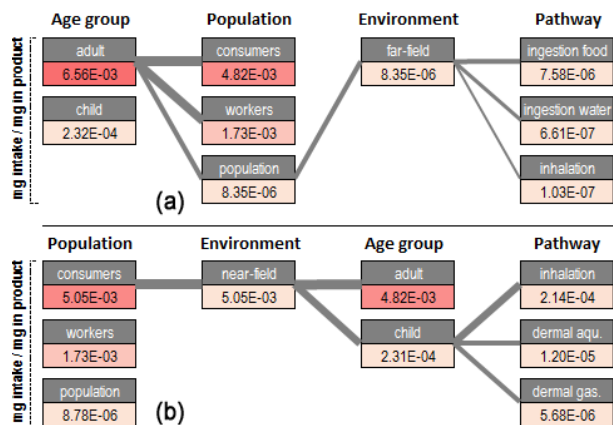 Age group Population Environment Pathway
mg intake / mg in product
adult consumers far-field ingestion food
6.56E-03 4.82E-03 8.35E-06 7.58E-06
child workers ingestion water
2.32E-04 1.73E-03 6.61E-07
population inhalation
8.35E-06 1.03E-07
(a)
Population Environment Age group Pathway
mg intake / mg in product
consumers near-field adult inhalation
5.05E-03 5.05E-03 4.82E-03 2.14E-04
workers child dermal aqu.
1.73E-03 2.31E-04 1.20E-05
population dermal gas.
8.78E-06 5.68E-06
(b)